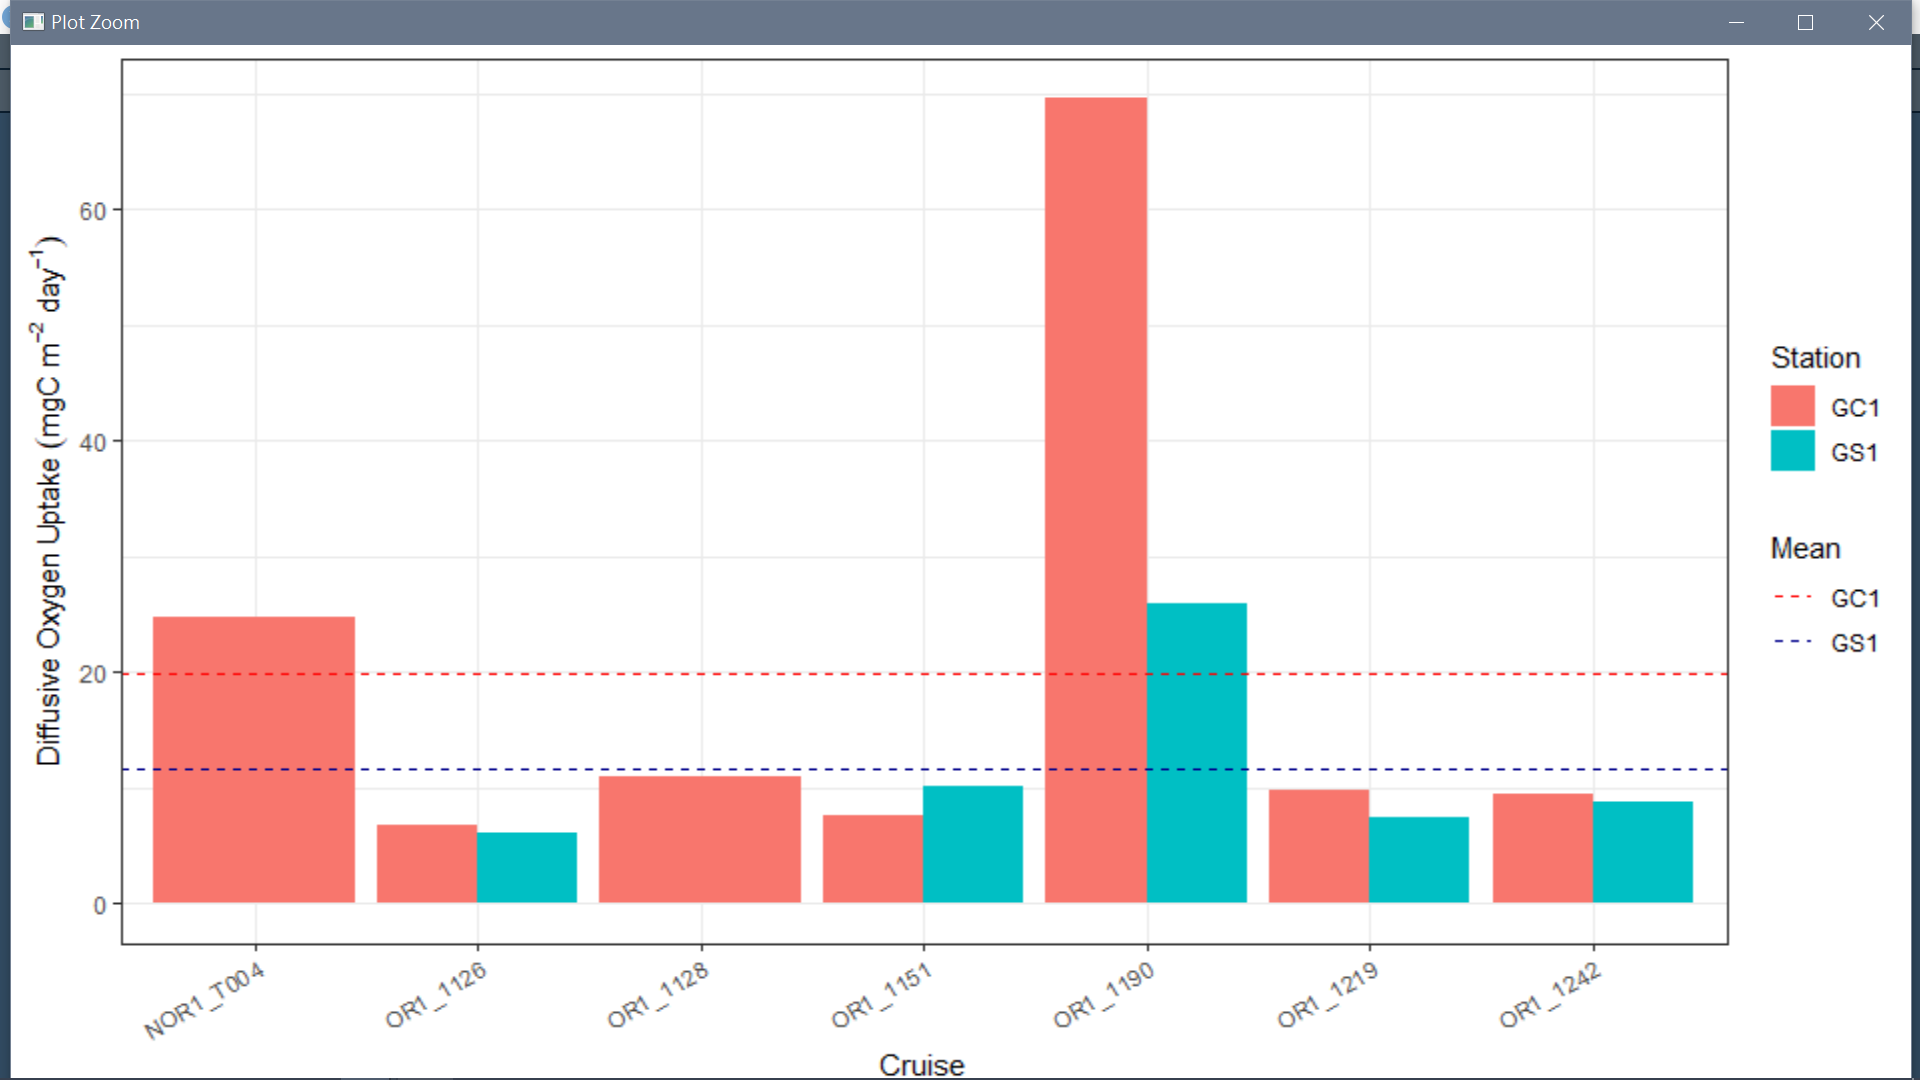 Plot Zoom
Diffusive Oxygen Uptake (mgC m⁻² day⁻¹)
60
40
20
0
NOR1_T004
OR1_1126
OR1_1128
OR1_1151
OR1_1190
OR1_1219
OR1_1242
Cruise
Station
GC1
GS1
Mean
GC1
GS1